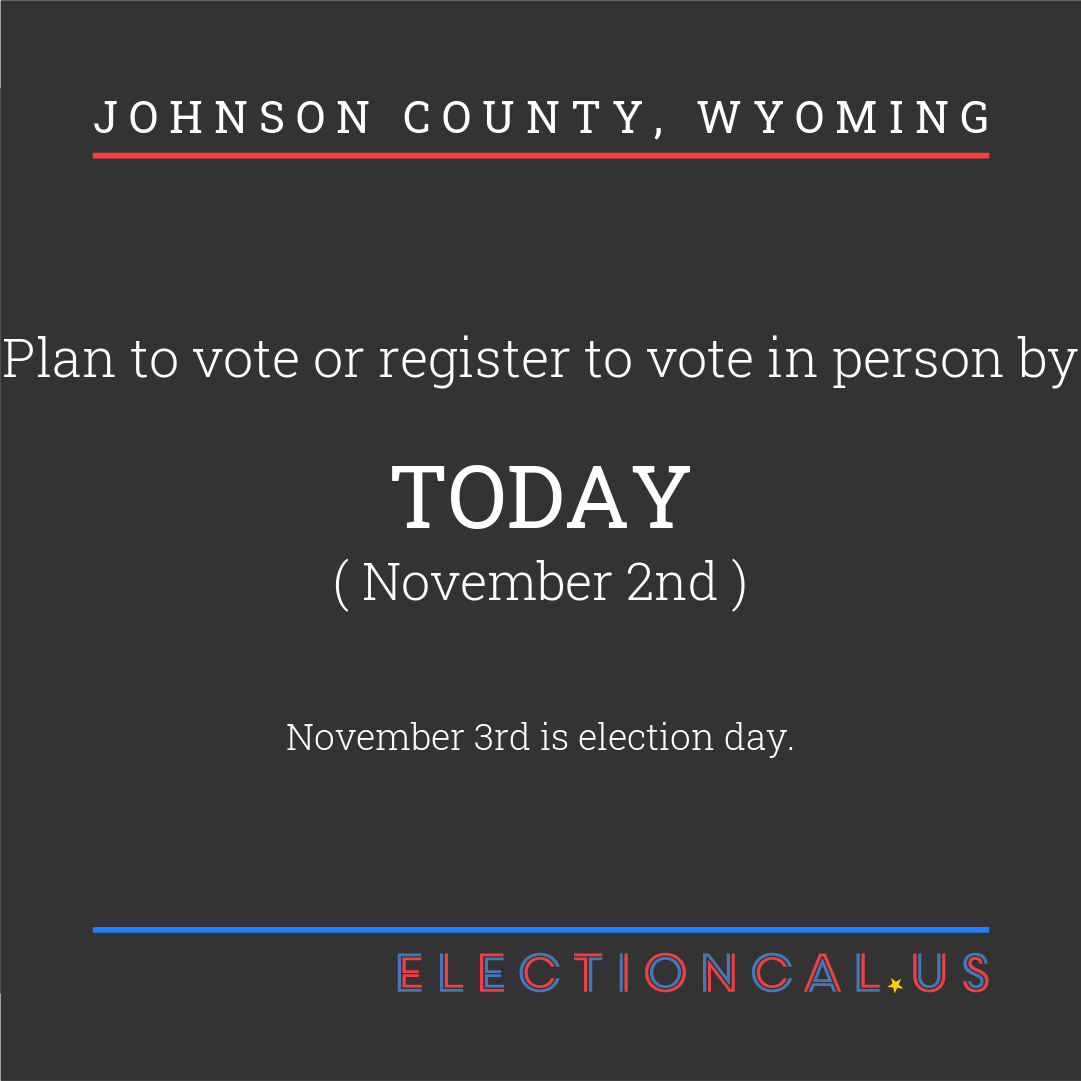 JOHNSON COUNTY, WYOMING
Plan to vote or register to vote in person by
TODAY
( November 2nd )
November 3rd is election day.
ELECTIONCAL.US